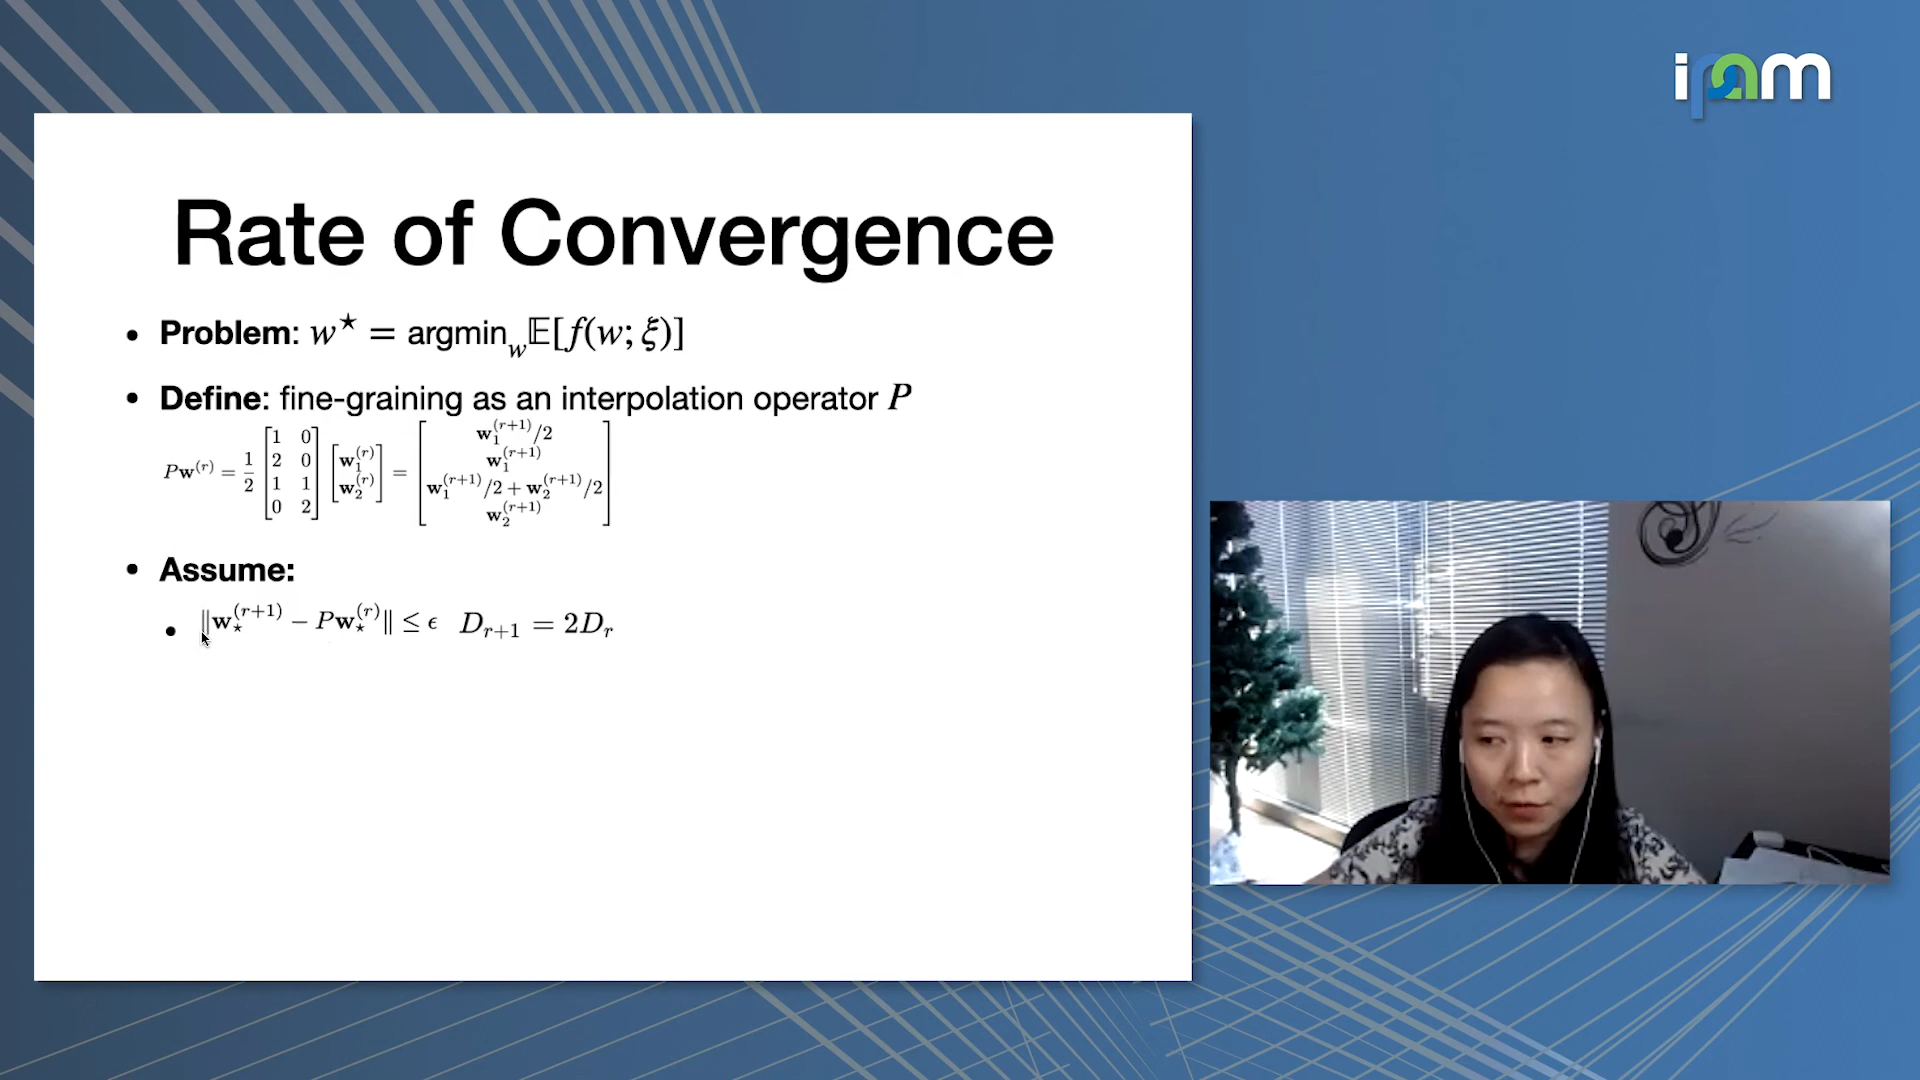 ipam
Rate of Convergence
• Problem: w^★ = argmin_w 𝔼[f(w; ξ)]
• Define: fine-graining as an interpolation operator P
Pw^(r) = 1/2 [1 0; 2 0; 1 1; 0 2] [w_1^(r); w_2^(r)] = [w_1^(r+1)/2; w_1^(r+1); w_1^(r+1)/2 + w_2^(r+1)/2; w_2^(r+1)]
• Assume:
• ‖w_⋆^(r+1) − Pw_⋆^(r)‖ ≤ ϵ D_{r+1} = 2D_r